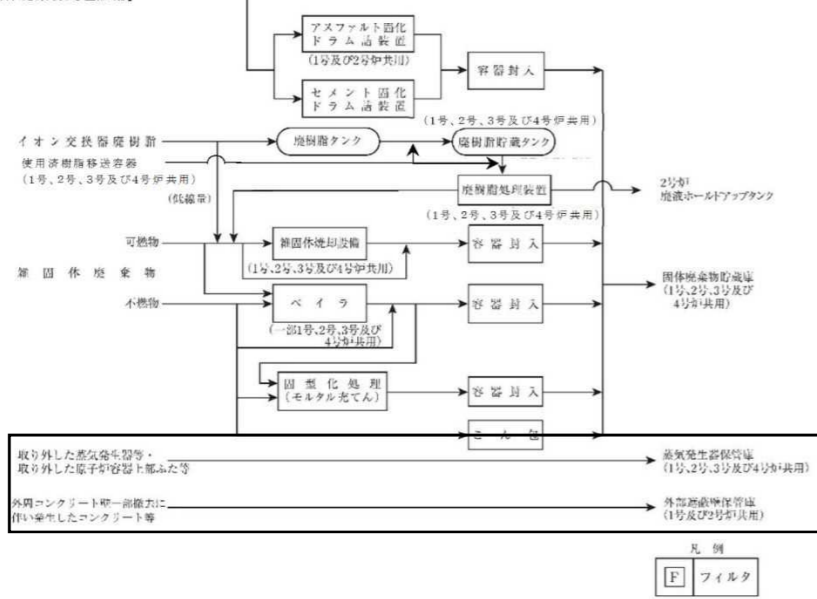 アスファルト固化
ドラム詰装置
(1号及び2号炉共用)
容器封入
セメント固化
ドラム詰装置
(1号、2号、3号及び4号炉共用)
イオン交換器廃樹脂
廃樹脂タンク
廃樹脂貯蔵タンク
使用済樹脂移送容器
(1号、2号、3号及び4号炉共用)
(低線量)
廃樹脂処理装置
2号炉
廃液ホールドアップタンク
(1号、2号、3号及び4号炉共用)
可燃物
雑固体焼却設備
容器封入
(1号、2号、3号及び4号炉共用)
雑固体廃棄物
固体廃棄物貯蔵庫
(1号、2号、3号及び
4号炉共用)
不燃物
ベイラ
容器封入
(一部1号、2号、3号及び
4号炉共用)
固型化処理
(モルタル充てん)
容器封入
こん包
取り外した蒸気発生器等・
取り外した原子炉容器上部ふた等
蒸気発生器保管庫
(1号、2号、3号及び4号炉共用)
外周コンクリート壁一部撤去に
伴い発生したコンクリート等
外部遮蔽壁保管庫
(1号及び2号炉共用)
凡例
F フィルタ